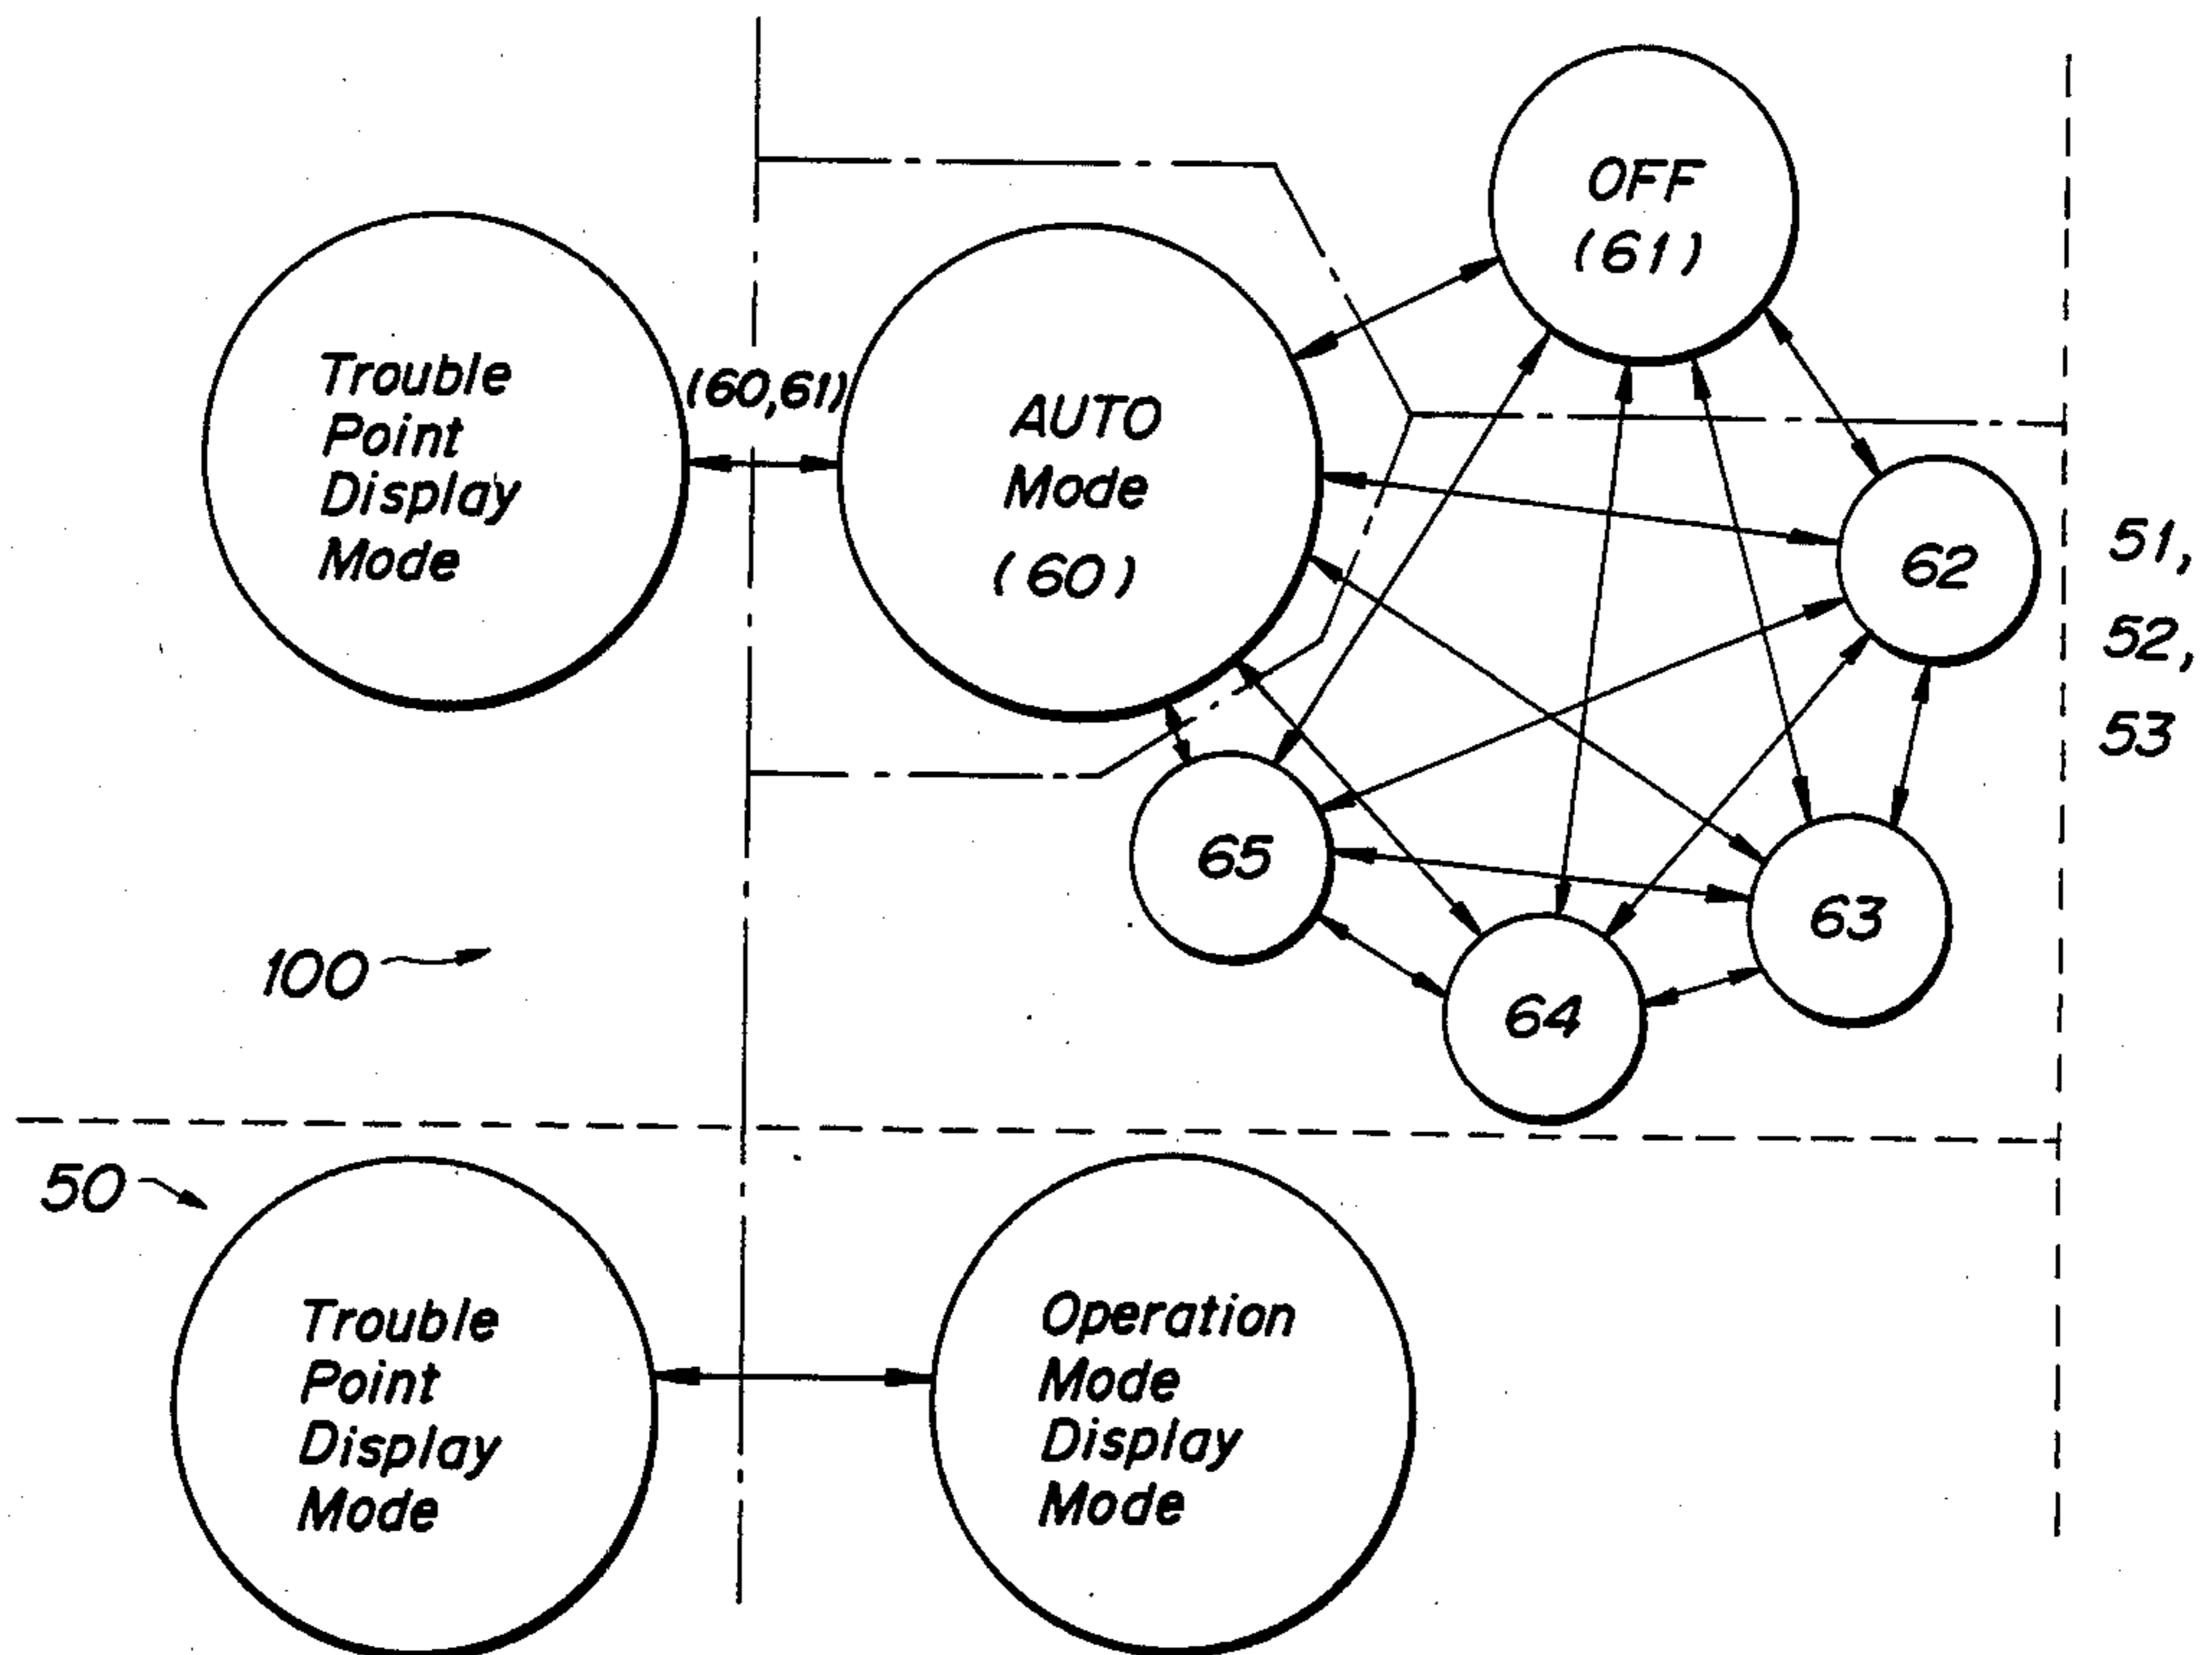 OFF
(61)
Trouble
Point
Display
Mode
(60,61)
AUTO
Mode
(60)
62
51,
52,
53
65
63
64
100
50
Trouble
Point
Display
Mode
Operation
Mode
Display
Mode